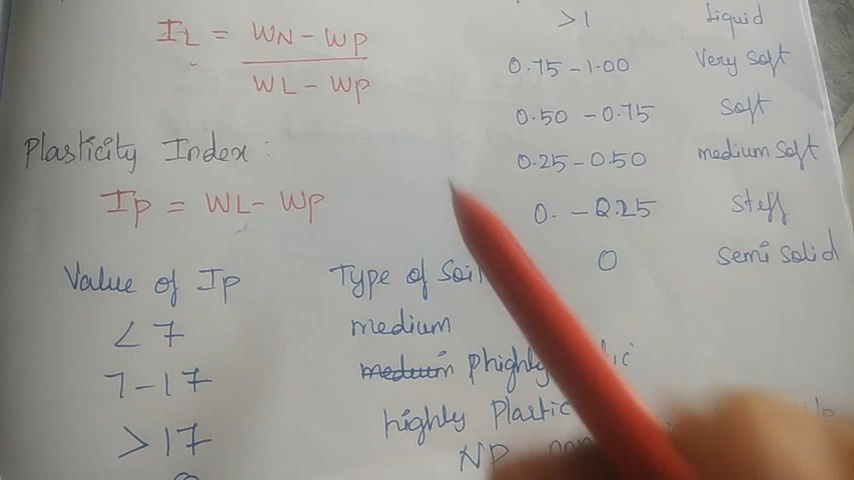 IL = WN - WP
WL - WP
Plasticity Index :
IP = WL - WP
Value of IP Type of Soil
< 7 medium
7 - 17 medium phighly
> 17 highly Plastic
NP
>1 Liquid
0.75 - 1.00 Very Soft
0.50 - 0.75 Soft
0.25 - 0.50 medium Soft
0. - 0.25 Steff
0 Semi Solid